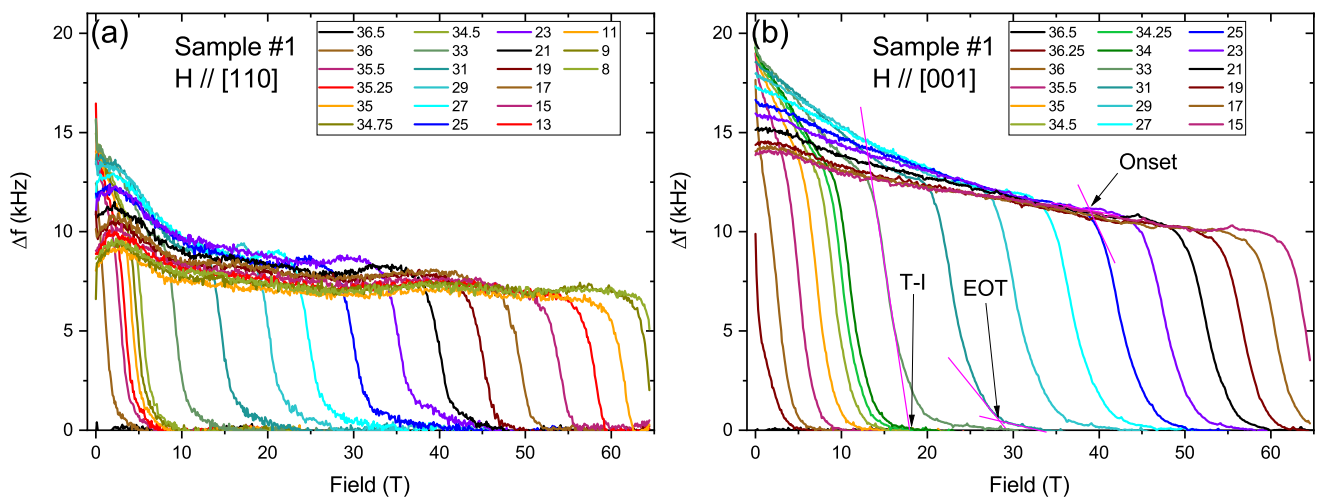 (a)
Sample #1
H // [110]
36.5 34.5 23 11
36 33 21 9
35.5 31 19 8
35.25 29 17
35 27 15
34.75 25 13
20
15
10
5
0
Δf (kHz)
0 10 20 30 40 50 60
Field (T)
(b)
Sample #1
H // [001]
36.5 34.25 25
36.25 34 23
36 33 21
35.5 31 19
35 29 17
34.5 27 15
Onset
T-I
EOT
20
15
10
5
0
Δf (kHz)
0 10 20 30 40 50 60
Field (T)